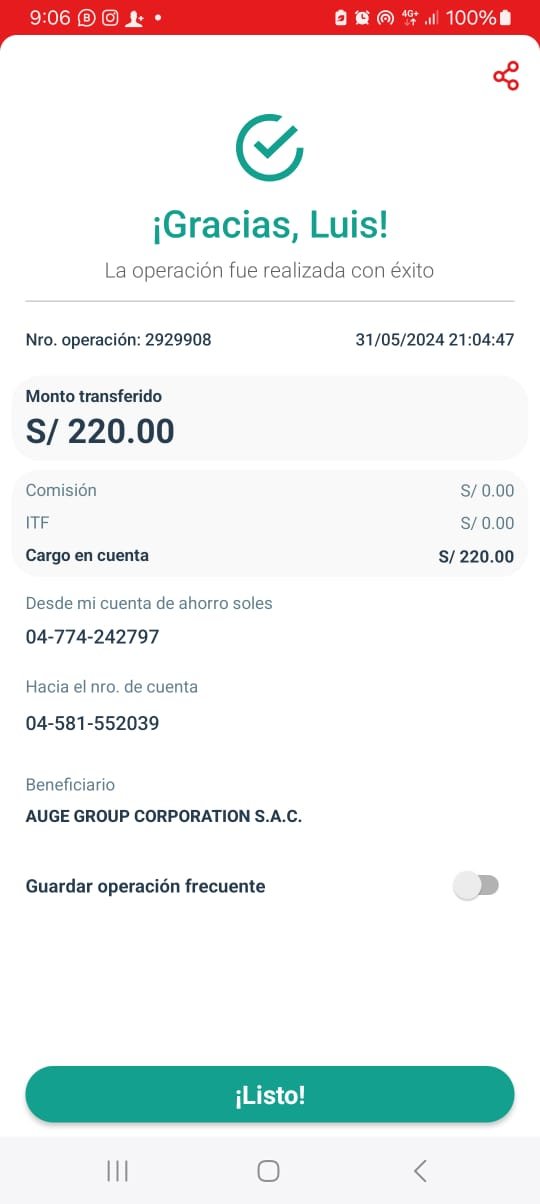 9:06 4G+ 100%
¡Gracias, Luis!
La operación fue realizada con éxito
Nro. operación: 2929908 31/05/2024 21:04:47
Monto transferido
S/ 220.00
Comisión S/ 0.00
ITF S/ 0.00
Cargo en cuenta S/ 220.00
Desde mi cuenta de ahorro soles
04-774-242797
Hacia el nro. de cuenta
04-581-552039
Beneficiario
AUGE GROUP CORPORATION S.A.C.
Guardar operación frecuente
¡Listo!